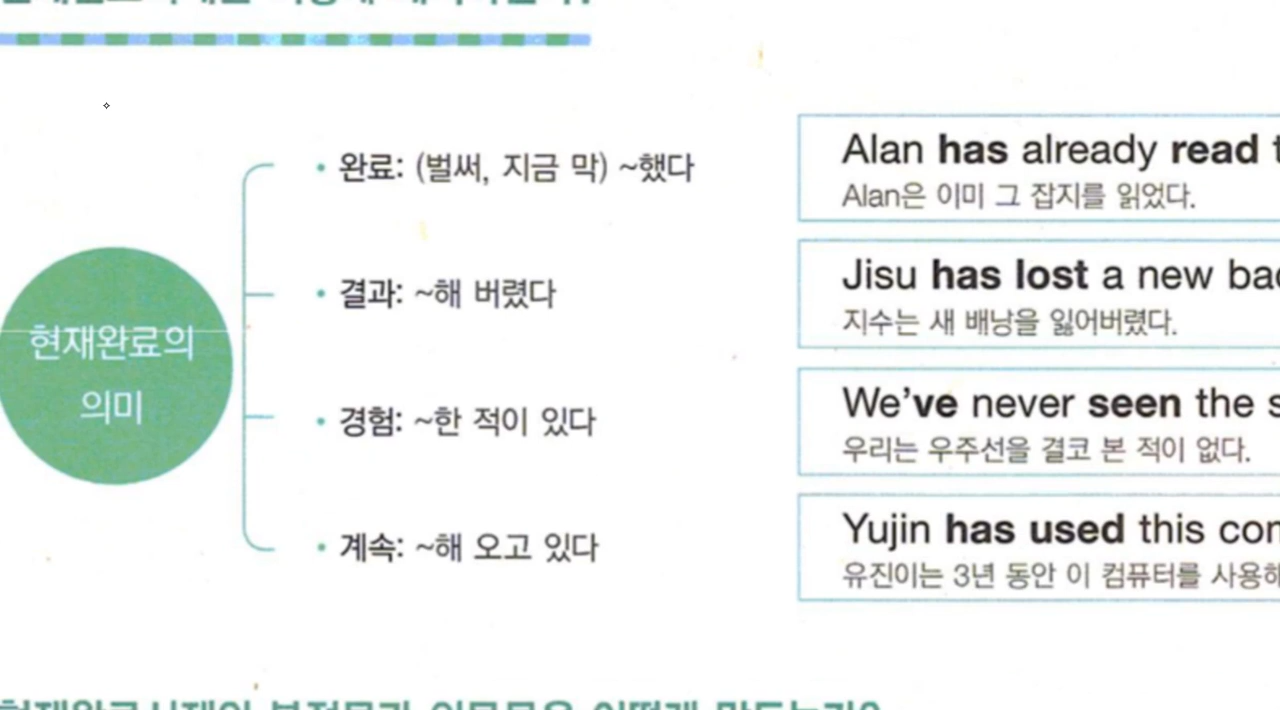 현재완료의
의미
• 완료: (벌써, 지금 막) ~했다
• 결과: ~해 버렸다
• 경험: ~한 적이 있다
• 계속: ~해 오고 있다
Alan has already read
Alan은 이미 그 잡지를 읽었다.
Jisu has lost a new
지수는 새 배낭을 잃어버렸다.
We've never seen the
우리는 우주선을 결코 본 적이 없다.
Yujin has used this
유진이는 3년 동안 이 컴퓨터를